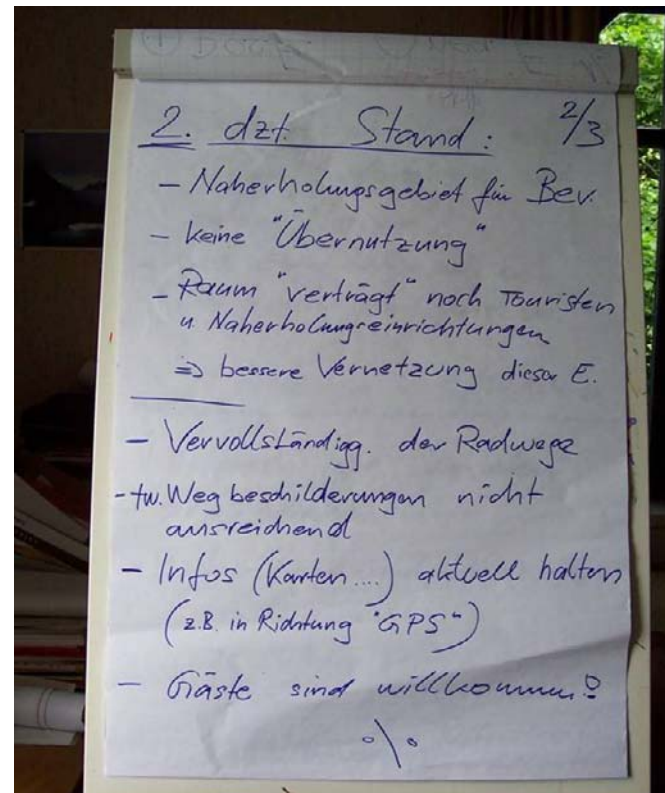 2. dzt. Stand: 2/3
- Naherholungsgebiet für Bev.
- keine "Übernutzung"
- Raum "verträgt" noch Touristen
u. Naherholungseinrichtungen
⇒ bessere Vernetzung dieser E.
- Vervollständigg. der Radwege
- tw. Wegbeschilderungen nicht
ausreichend
- Infos (Karten ....) aktuell halten
(z.B. in Richtung "GPS")
- Gäste sind willkommen!